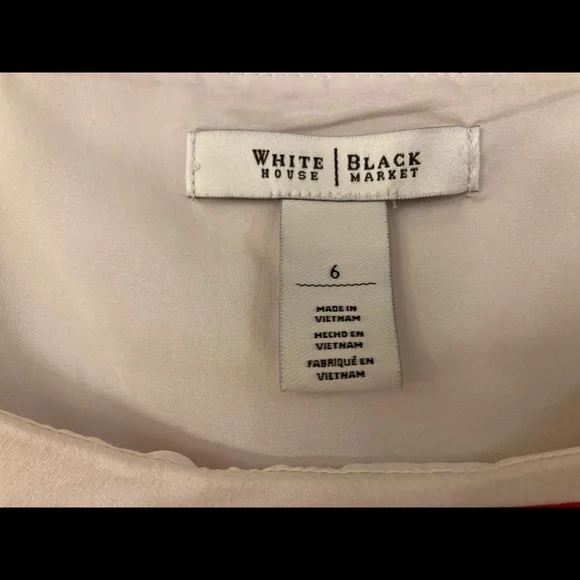 WHITE | BLACK
HOUSE | MARKET
6
MADE IN
VIETNAM
HECHO EN
VIETNAM
FABRIQUÉ EN
VIETNAM